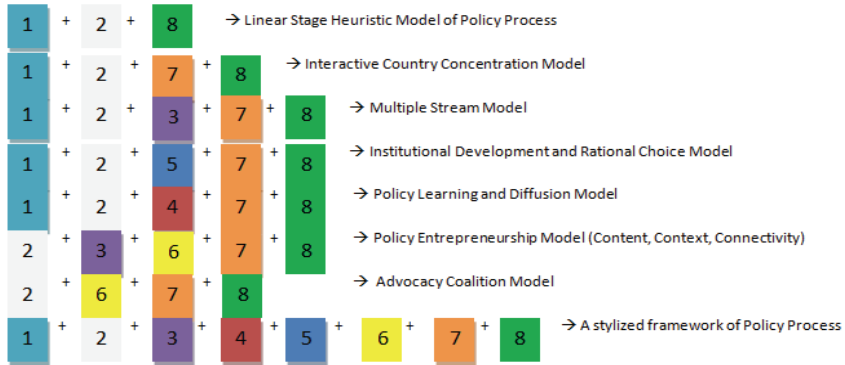 1 + 2 + 8 → Linear Stage Heuristic Model of Policy Process
1 + 2 + 7 + 8 → Interactive Country Concentration Model
1 + 2 + 3 + 7 + 8 → Multiple Stream Model
1 + 2 + 5 + 7 + 8 → Institutional Development and Rational Choice Model
1 + 2 + 4 + 7 + 8 → Policy Learning and Diffusion Model
2 + 3 + 6 + 7 + 8 → Policy Entrepreneurship Model (Content, Context, Connectivity)
2 + 6 + 7 + 8 → Advocacy Coalition Model
1 + 2 + 3 + 4 + 5 + 6 + 7 + 8 → A stylized framework of Policy Process